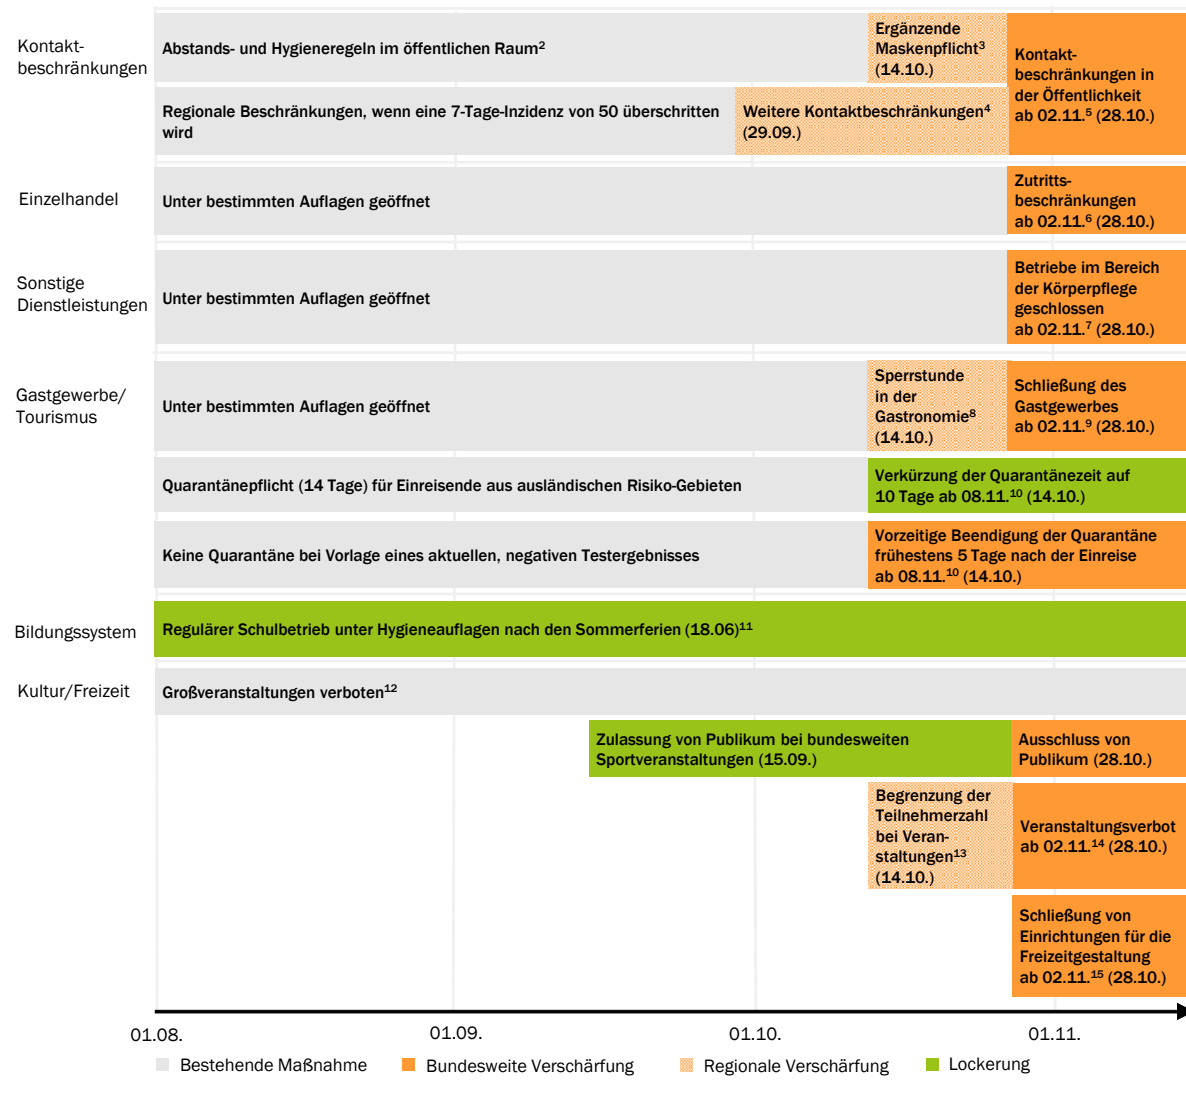 Kontakt-
beschränkungen
Abstands- und Hygieneregeln im öffentlichen Raum²
Ergänzende
Maskenpflicht³
(14.10.)
Kontakt-
beschränkungen in
der Öffentlichkeit
ab 02.11.⁵ (28.10.)
Regionale Beschränkungen, wenn eine 7-Tage-Inzidenz von 50 überschritten
wird
Weitere Kontaktbeschränkungen⁴
(29.09.)
Einzelhandel
Unter bestimmten Auflagen geöffnet
Zutritts-
beschränkungen
ab 02.11.⁶ (28.10.)
Sonstige
Dienstleistungen
Unter bestimmten Auflagen geöffnet
Betriebe im Bereich
der Körperpflege
geschlossen
ab 02.11.⁷ (28.10.)
Gastgewerbe/
Tourismus
Unter bestimmten Auflagen geöffnet
Sperrstunde
in der
Gastronomie⁸
(14.10.)
Schließung des
Gastgewerbes
ab 02.11.⁹ (28.10.)
Quarantänepflicht (14 Tage) für Einreisende aus ausländischen Risiko-Gebieten
Verkürzung der Quarantänezeit auf
10 Tage ab 08.11.¹⁰ (14.10.)
Keine Quarantäne bei Vorlage eines aktuellen, negativen Testergebnisses
Vorzeitige Beendigung der Quarantäne
frühestens 5 Tage nach der Einreise
ab 08.11.¹⁰ (14.10.)
Bildungssystem
Regulärer Schulbetrieb unter Hygieneauflagen nach den Sommerferien (18.06)¹¹
Kultur/Freizeit
Großveranstaltungen verboten¹²
Zulassung von Publikum bei bundesweiten
Sportveranstaltungen (15.09.)
Ausschluss von
Publikum (28.10.)
Begrenzung der
Teilnehmerzahl
bei Veran-
staltungen¹³
(14.10.)
Veranstaltungsverbot
ab 02.11.¹⁴ (28.10.)
Schließung von
Einrichtungen für die
Freizeitgestaltung
ab 02.11.¹⁵ (28.10.)
01.08.
01.09.
01.10.
01.11.
Bestehende Maßnahme
Bundesweite Verschärfung
Regionale Verschärfung
Lockerung